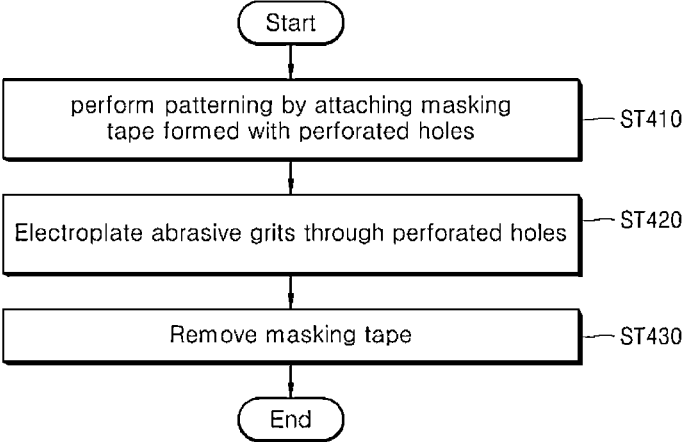 Start
perform patterning by attaching masking
tape formed with perforated holes
ST410
Electroplate abrasive grits through perforated holes
ST420
Remove masking tape
ST430
End